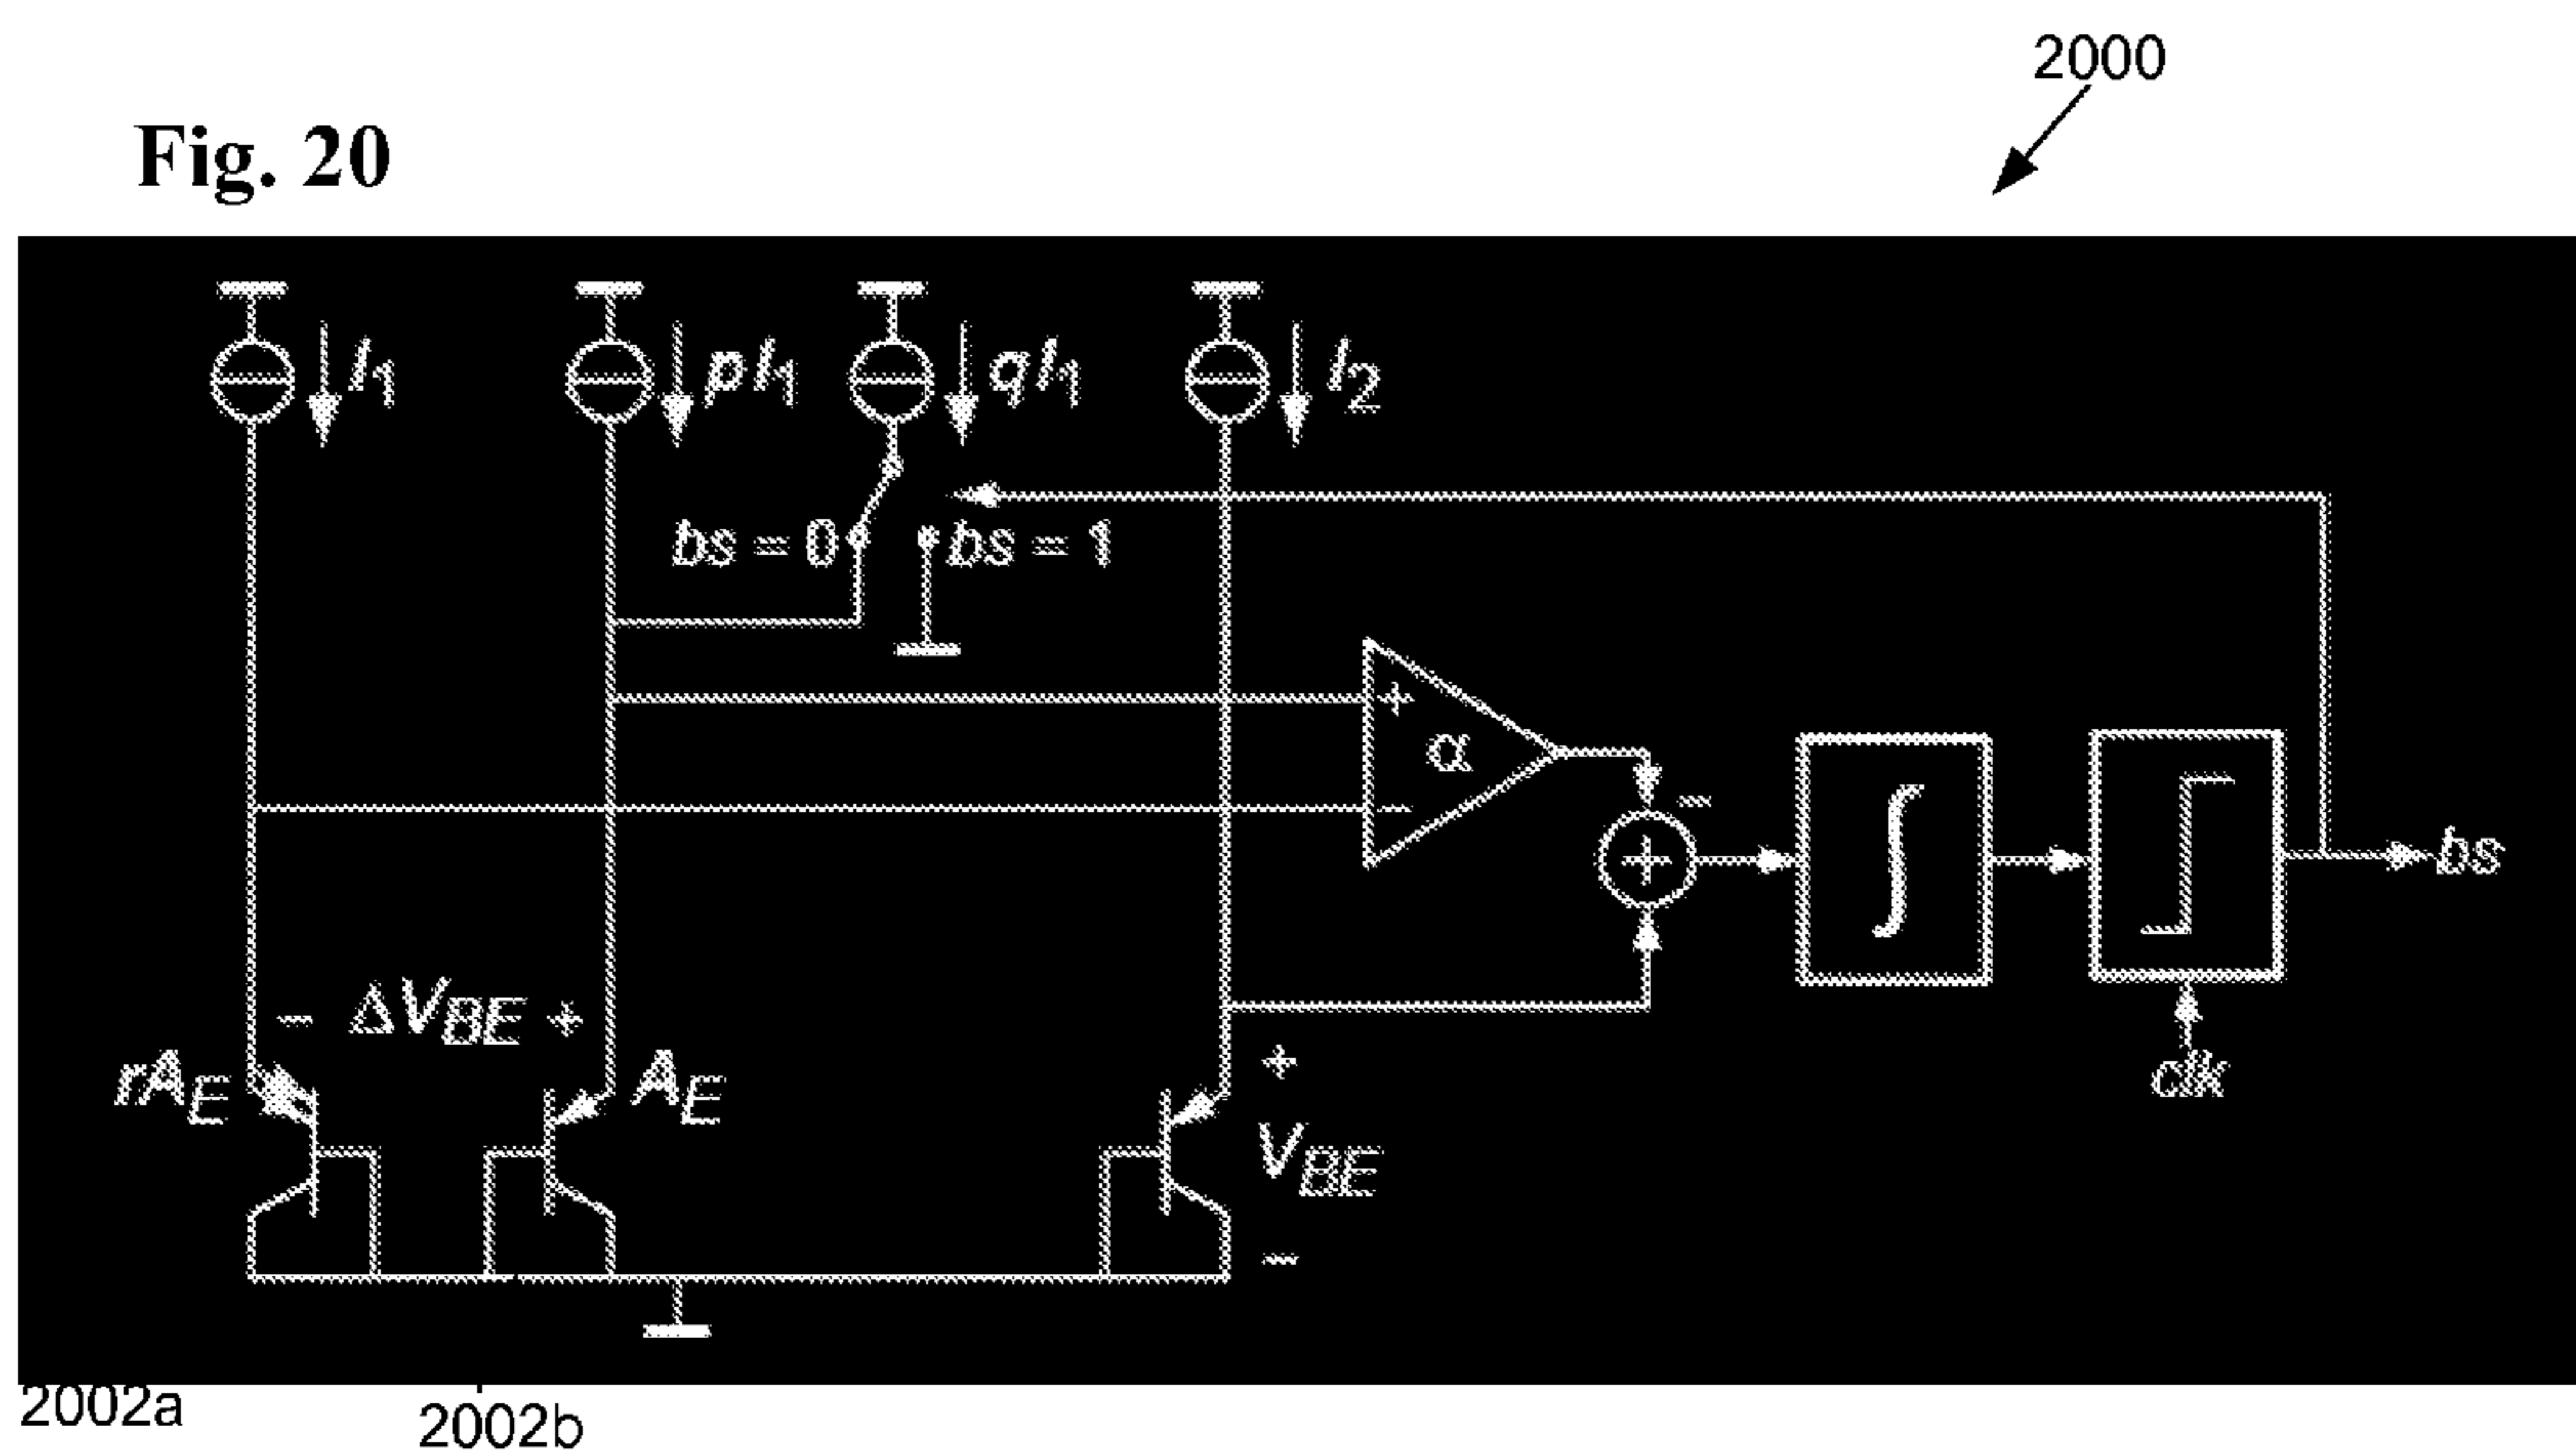 2000
Fig. 20
I1 pI1 qI1 I2
bs = 0 bs = 1
+
α
−
−
+
∫
bs
− ΔVBE +
rAE AE
+
VBE
−
clk
2002a
2002b